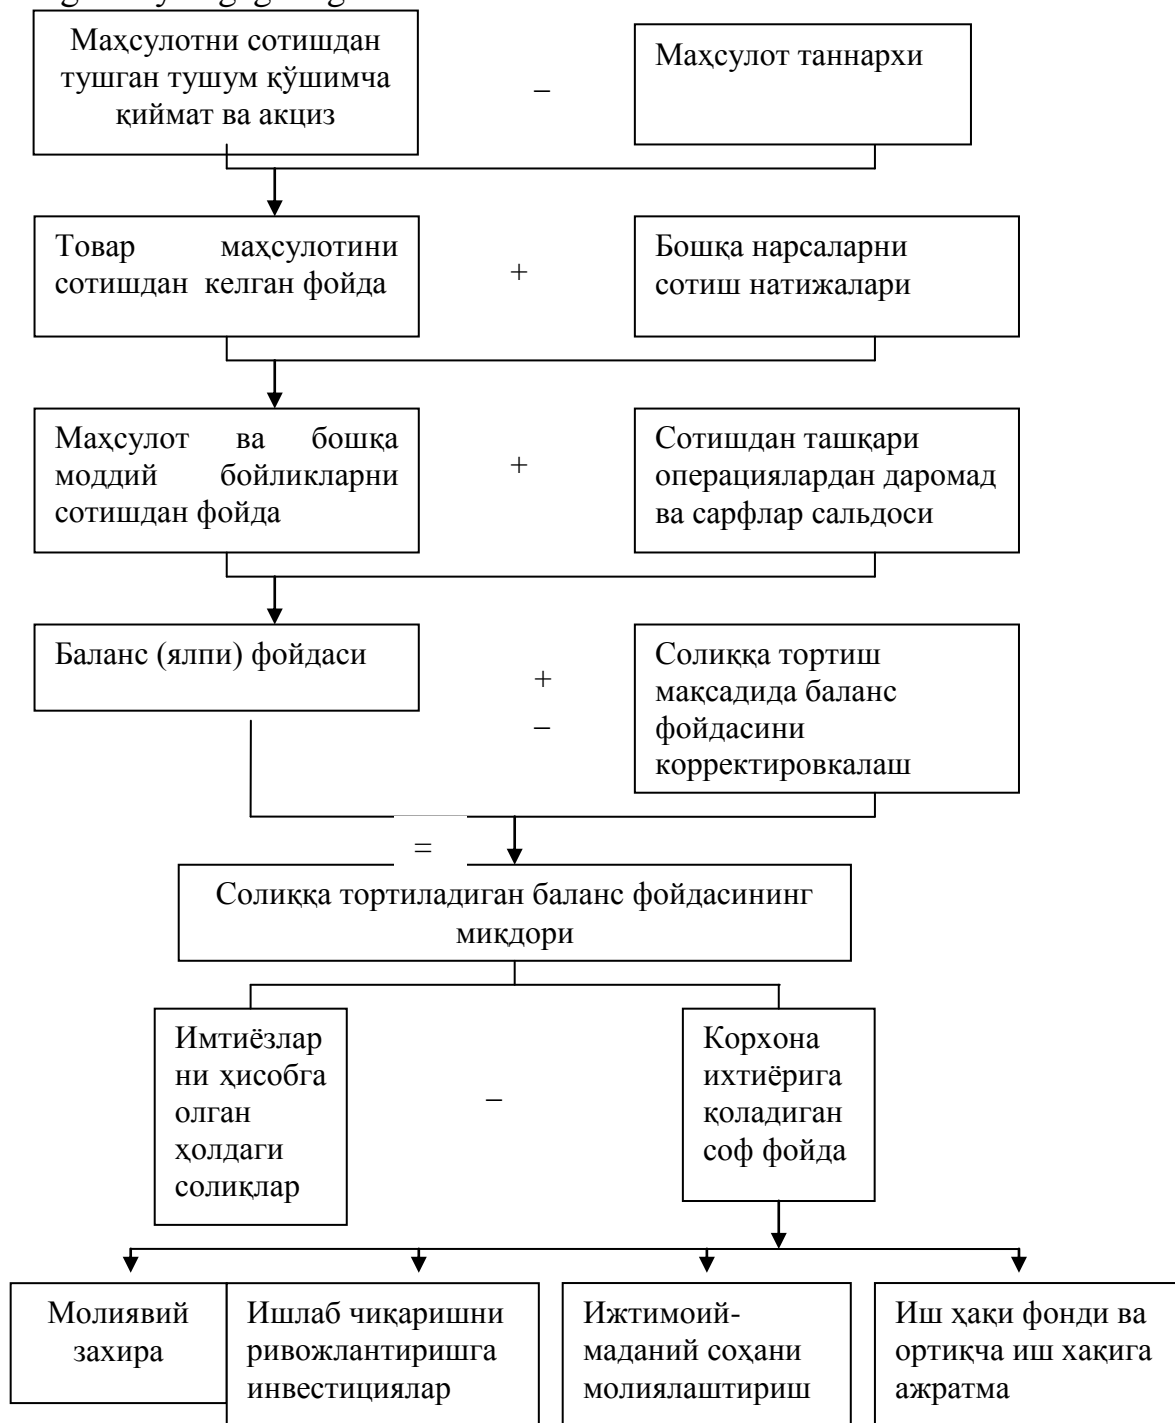 Маҳсулотни сотишдан
тушган тушум қўшимча
қиймат ва акциз
–
Маҳсулот таннархи
Товар маҳсулотини
сотишдан келган фойда
+
Бошқа нарсаларни
сотиш натижалари
Маҳсулот ва бошқа
моддий бойликларни
сотишдан фойда
+
Сотишдан ташқари
операциялардан даромад
ва сарфлар сальдоси
Баланс (ялпи) фойдаси
+
–
Солиққа тортиш
мақсадида баланс
фойдасини
корректировкалаш
=
Солиққа тортиладиган баланс фойдасининг
миқдори
Имтиёзлар
ни ҳисобга
олган
ҳолдаги
солиқлар
–
Корхона
ихтиёрига
қоладиган
соф фойда
Молиявий
захира
Ишлаб чиқаришни
ривожлантиришга
инвестициялар
Ижтимоий-
маданий соҳани
молиялаштириш
Иш ҳақи фонди ва
ортиқча иш хақига
ажратма